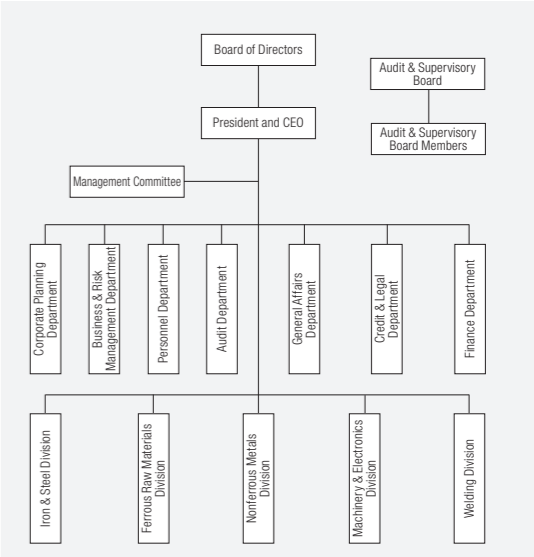 Board of Directors
Audit & Supervisory
Board
President and CEO
Audit & Supervisory
Board Members
Management Committee
Corporate Planning
Department
Business & Risk
Management Department
Personnel Department
Audit Department
General Affairs
Department
Credit & Legal
Department
Finance Department
Iron & Steel Division
Ferrous Raw Materials
Division
Nonferrous Metals
Division
Machinery & Electronics
Division
Welding Division